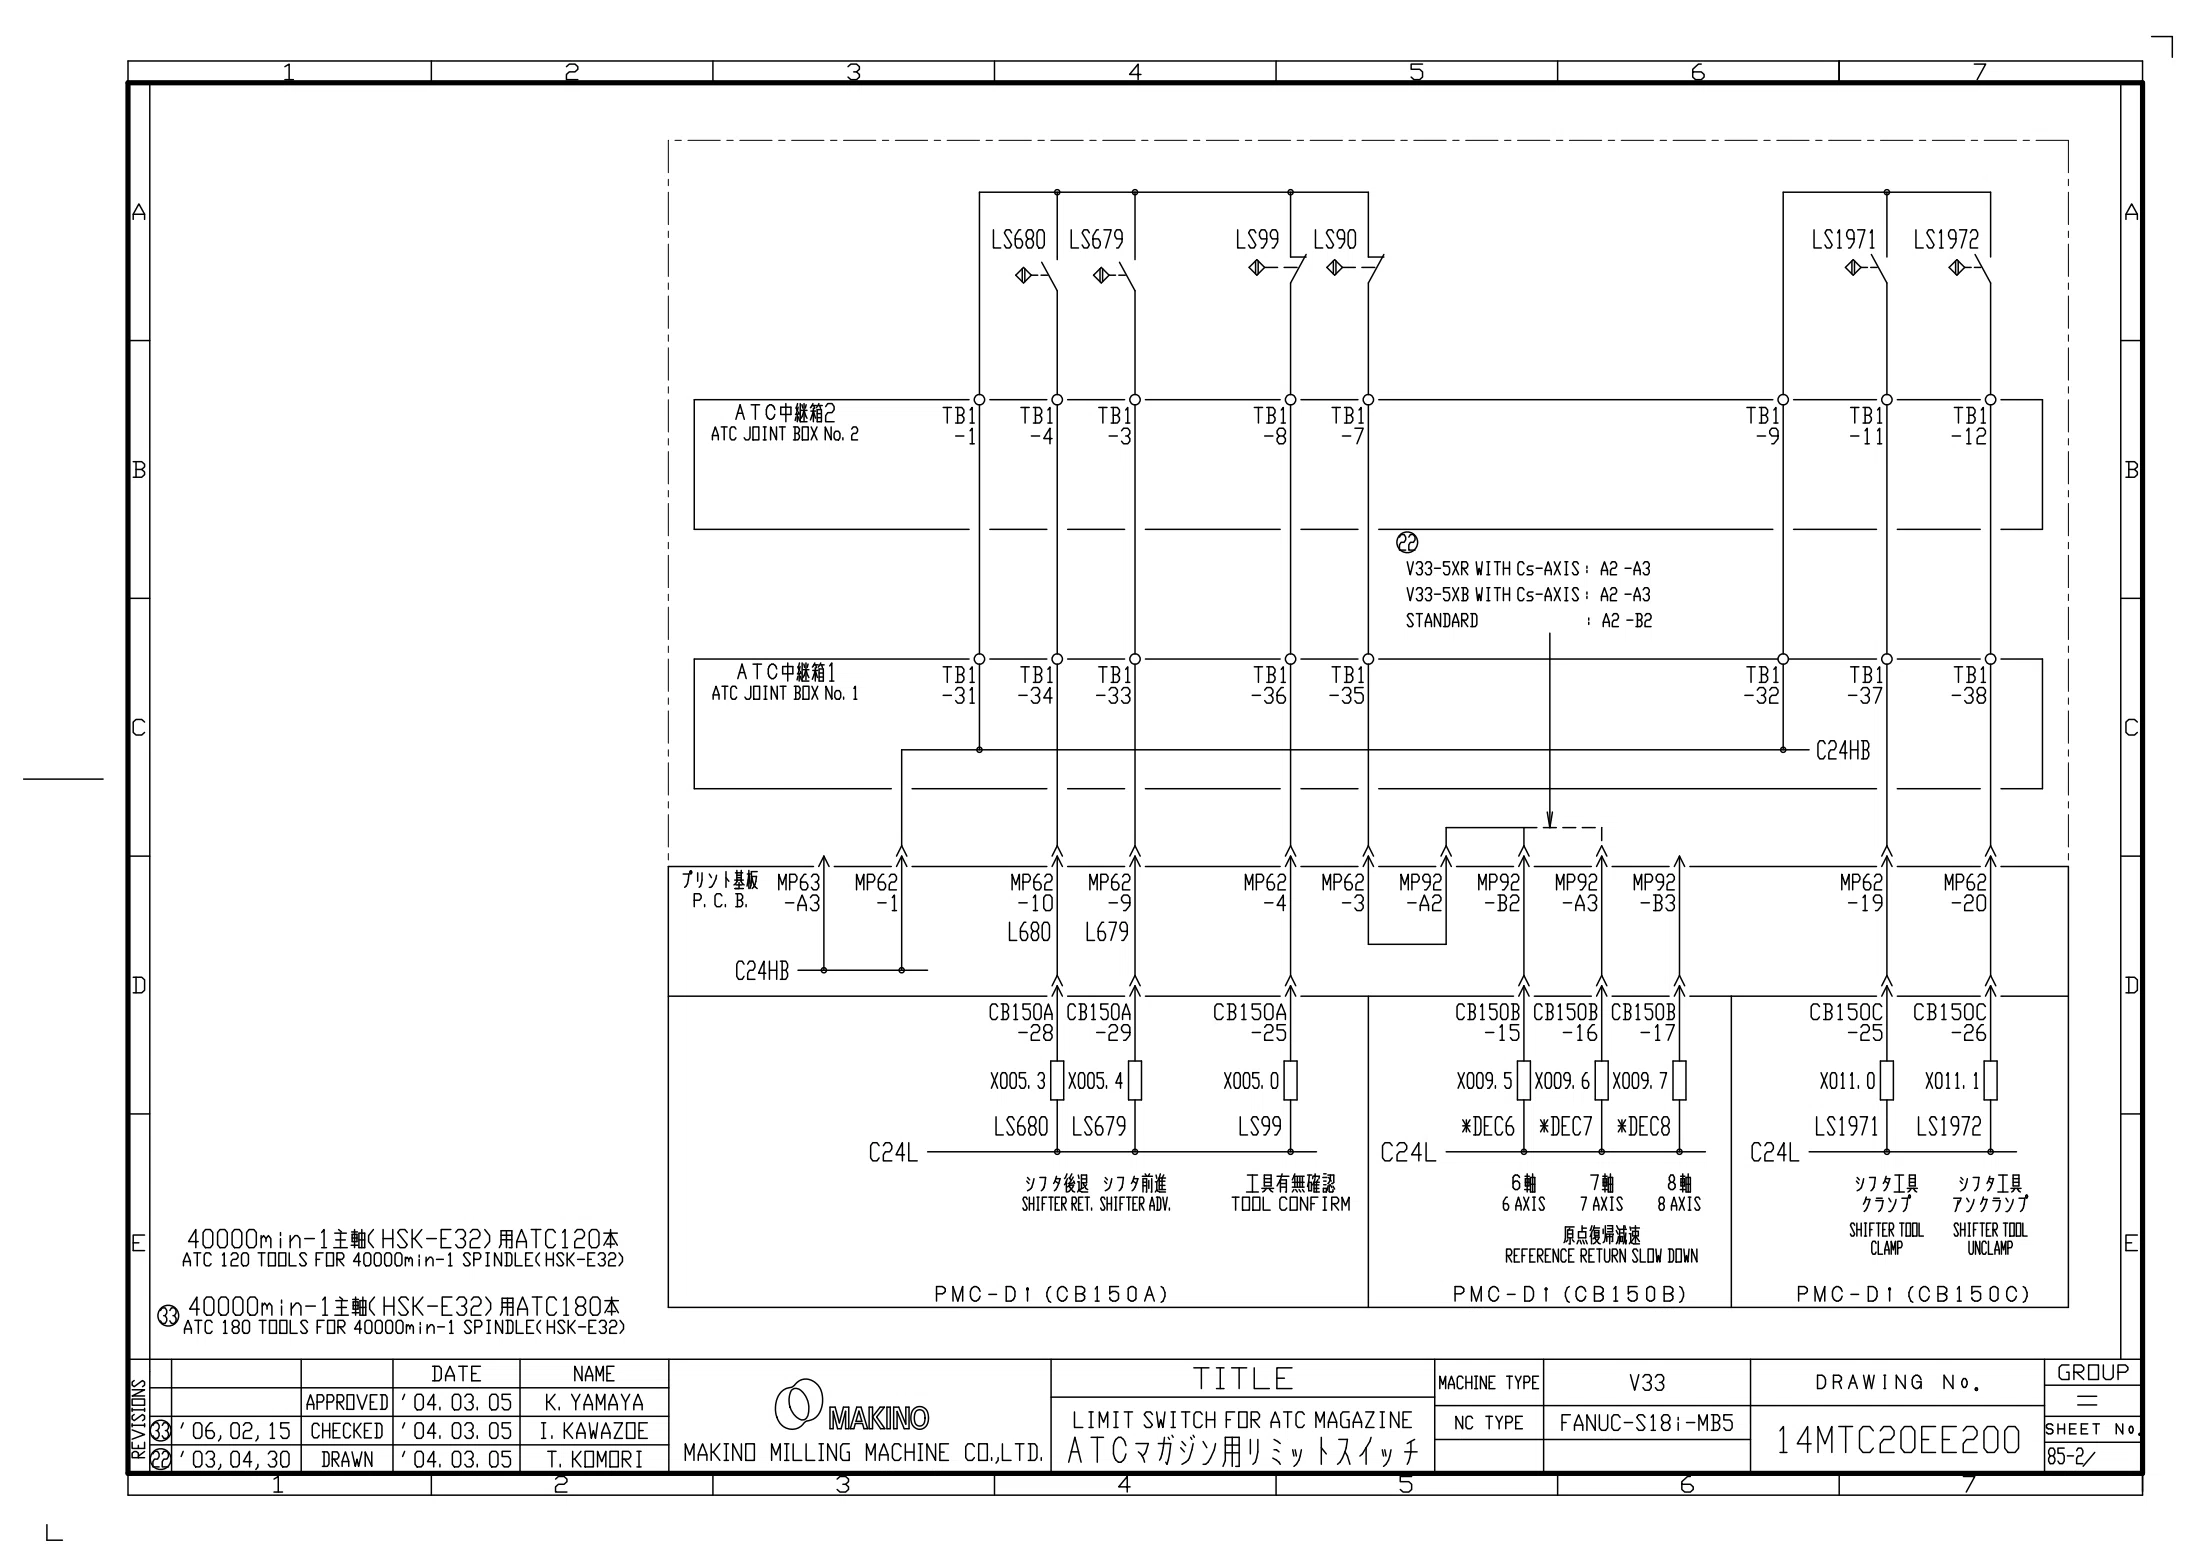 1 2 3 4 5 6 7
A A
LS680 LS679 LS99 LS90 LS1971 LS1972
ATC中継箱2 TB1 TB1 TB1 TB1 TB1 TB1 TB1 TB1
ATC JOINT BOX No. 2 -1 -4 -3 -8 -7 -9 -11 -12
B B
22
V33-5XR WITH Cs-AXIS : A2 -A3
V33-5XB WITH Cs-AXIS : A2 -A3
STANDARD : A2 -B2
ATC中継箱1 TB1 TB1 TB1 TB1 TB1 TB1 TB1 TB1
ATC JOINT BOX No. 1 -31 -34 -33 -36 -35 -32 -37 -38
C C
C24HB
プリント基板 MP63 MP62 MP62 MP62 MP62 MP62 MP92 MP92 MP92 MP92 MP62 MP62
P. C. B. -A3 -1 -10 -9 -4 -3 -A2 -B2 -A3 -B3 -19 -20
L680 L679
C24HB
D D
CB150A CB150A CB150A CB150B CB150B CB150B CB150C CB150C
-28 -29 -25 -15 -16 -17 -25 -26
X005. 3 X005. 4 X005. 0 X009. 5 X009. 6 X009. 7 X011. 0 X011. 1
LS680 LS679 LS99 *DEC6 *DEC7 *DEC8 LS1971 LS1972
C24L C24L C24L
シフタ後退 シフタ前進 工具有無確認 6軸 7軸 8軸 シフタ工具 シフタ工具
クランプ アンクランプ
SHIFTER RET. SHIFTER ADV. TOOL CONFIRM 6 AXIS 7 AXIS 8 AXIS
SHIFTER TOOL SHIFTER TOOL
CLAMP UNCLAMP
原点復帰減速
REFERENCE RETURN SLOW DOWN
E E
40000min-1主軸(HSK-E32)用ATC120本
ATC 120 TOOLS FOR 40000min-1 SPINDLE(HSK-E32)
PMC-D1(CB150A) PMC-D1(CB150B) PMC-D1(CB150C)
33 40000min-1主軸(HSK-E32)用ATC180本
ATC 180 TOOLS FOR 40000min-1 SPINDLE(HSK-E32)
REVISIONS
DATE NAME
APPROVED '04. 03. 05 K. YAMAYA
33 '06, 02, 15 CHECKED '04. 03. 05 I. KAWAZOE
22 '03, 04, 30 DRAWN '04. 03. 05 T. KOMORI
MAKINO
MAKINO MILLING MACHINE CO.,LTD.
TITLE
LIMIT SWITCH FOR ATC MAGAZINE
ATCマガジン用リミットスイッチ
MACHINE TYPE V33
NC TYPE FANUC-S18i-MB5
DRAWING No.
14MTC20EE200
GROUP
=
SHEET No.
85-2/
1 2 3 4 5 6 7